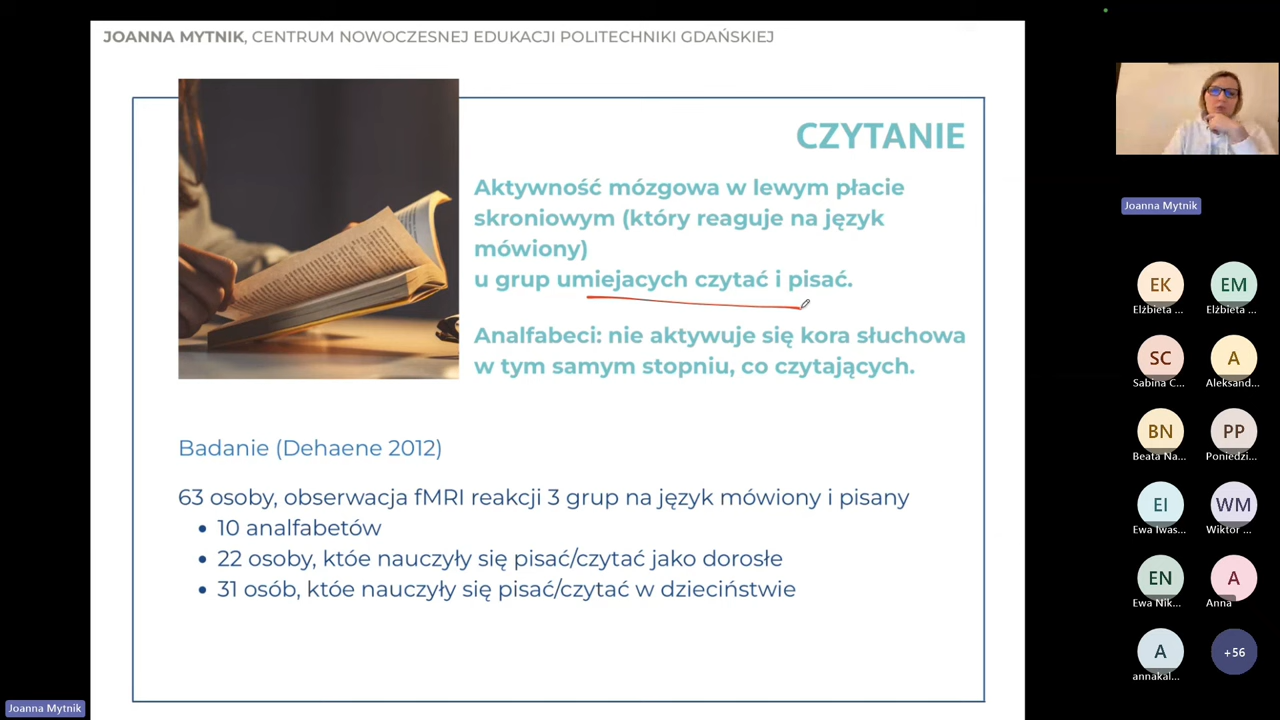 JOANNA MYTNIK, CENTRUM NOWOCZESNEJ EDUKACJI POLITECHNIKI GDAŃSKIEJ
CZYTANIE
Aktywność mózgowa w lewym płacie
skroniowym (który reaguje na język
mówiony)
u grup umiejacych czytać i pisać.
Analfabeci: nie aktywuje się kora słuchowa
w tym samym stopniu, co czytających.
Badanie (Dehaene 2012)
63 osoby, obserwacja fMRI reakcji 3 grup na język mówiony i pisany
• 10 analfabetów
• 22 osoby, któe nauczyły się pisać/czytać jako dorosłe
• 31 osób, któe nauczyły się pisać/czytać w dzieciństwie
Joanna Mytnik
Joanna Mytnik
EK
EM
Elżbieta ...
Elżbieta ...
SC
A
Sabina C...
Aleksand...
BN
PP
Beata Na...
Poniedzi...
EI
WM
Ewa Iwas...
Wiktor ...
EN
A
Ewa Nik...
Anna
A
+56
annakal...